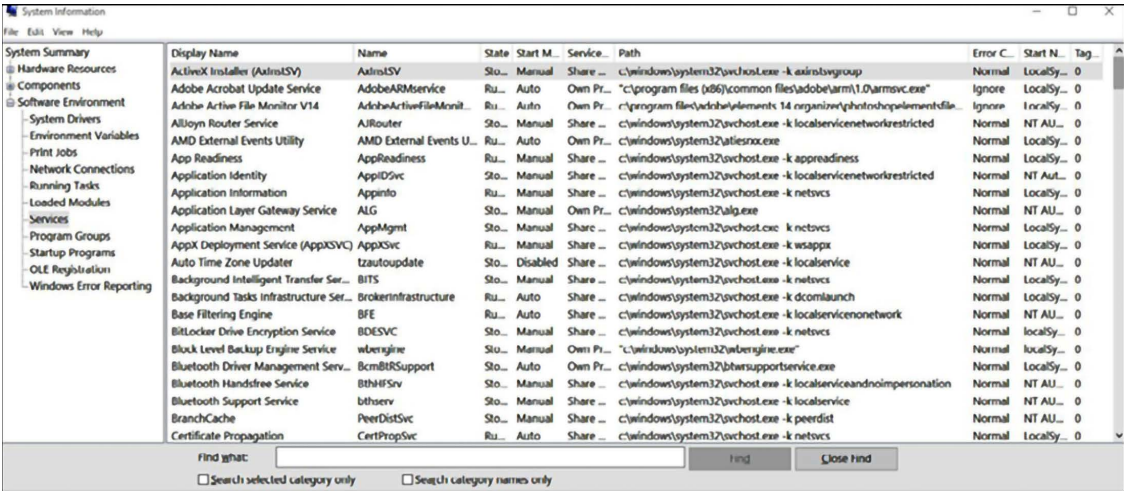 System Information
File Edit View Help
System Summary
Hardware Resources
Components
Software Environment
System Drivers
Environment Variables
Print Jobs
Network Connections
Running Tasks
Loaded Modules
Services
Program Groups
Startup Programs
OLE Registration
Windows Error Reporting
Display Name Name State Start M... Service... Path Error C... Start N... Tag...
ActiveX Installer (AxInstSV) AxInstSV Sto... Manual Share ... c:\windows\system32\svchost.exe -k axinstsvgroup Normal LocalSy... 0
Adobe Acrobat Update Service AdobeARMservice Ru... Auto Own Pr... "c:\program files (x86)\common files\adobe\arm\1.0\armsvc.exe" Ignore LocalSy... 0
Adobe Active File Monitor V14 AdobeActiveFileMonit... Ru... Auto Own Pr... c:\program files\adobe\elements 14 organizer\photoshopelementsfile... Ignore LocalSy... 0
AllJoyn Router Service AJRouter Sto... Manual Share ... c:\windows\system32\svchost.exe -k localservicenetworkrestricted Normal NT AU... 0
AMD External Events Utility AMD External Events U... Ru... Auto Own Pr... c:\windows\system32\atiesrxx.exe Normal LocalSy... 0
App Readiness AppReadiness Ru... Manual Share ... c:\windows\system32\svchost.exe -k appreadiness Normal LocalSy... 0
Application Identity AppIDSvc Sto... Manual Share ... c:\windows\system32\svchost.exe -k localservicenetworkrestricted Normal NT Aut... 0
Application Information Appinfo Ru... Manual Share ... c:\windows\system32\svchost.exe -k netsvcs Normal LocalSy... 0
Application Layer Gateway Service ALG Sto... Manual Own Pr... c:\windows\system32\alg.exe Normal NT AU... 0
Application Management AppMgmt Sto... Manual Share ... c:\windows\system32\svchost.exe -k netsvcs Normal LocalSy... 0
AppX Deployment Service (AppXSVC) AppXSvc Ru... Manual Share ... c:\windows\system32\svchost.exe -k wsappx Normal LocalSy... 0
Auto Time Zone Updater tzautoupdate Sto... Disabled Share ... c:\windows\system32\svchost.exe -k localservice Normal NT AU... 0
Background Intelligent Transfer Ser... BITS Sto... Manual Share ... c:\windows\system32\svchost.exe -k netsvcs Normal LocalSy... 0
Background Tasks Infrastructure Ser... BrokerInfrastructure Ru... Auto Share ... c:\windows\system32\svchost.exe -k dcomlaunch Normal LocalSy... 0
Base Filtering Engine BFE Ru... Auto Share ... c:\windows\system32\svchost.exe -k localservicenonetwork Normal NT AU... 0
BitLocker Drive Encryption Service BDESVC Sto... Manual Share ... c:\windows\system32\svchost.exe -k netsvcs Normal localSy... 0
Block Level Backup Engine Service wbengine Sto... Manual Own Pr... "c:\windows\system32\wbengine.exe" Normal localSy... 0
Bluetooth Driver Management Serv... BcmBtRSupport Sto... Auto Own Pr... c:\windows\system32\btwrsupportservice.exe Normal LocalSy... 0
Bluetooth Handsfree Service BthHFSrv Sto... Manual Share ... c:\windows\system32\svchost.exe -k localserviceandnoimpersonation Normal NT AU... 0
Bluetooth Support Service bthserv Sto... Manual Share ... c:\windows\system32\svchost.exe -k localservice Normal NT AU... 0
BranchCache PeerDistSvc Sto... Manual Share ... c:\windows\system32\svchost.exe -k peerdist Normal NT AU... 0
Certificate Propagation CertPropSvc Ru... Auto Share ... c:\windows\system32\svchost.exe -k netsvcs Normal LocalSy... 0
Find what: Find Close Find
Search selected category only Search category names only